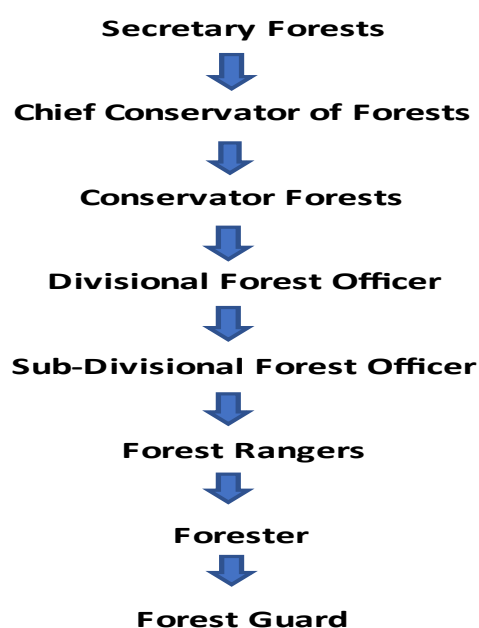 Secretary Forests
Chief Conservator of Forests
Conservator Forests
Divisional Forest Officer
Sub-Divisional Forest Officer
Forest Rangers
Forester
Forest Guard